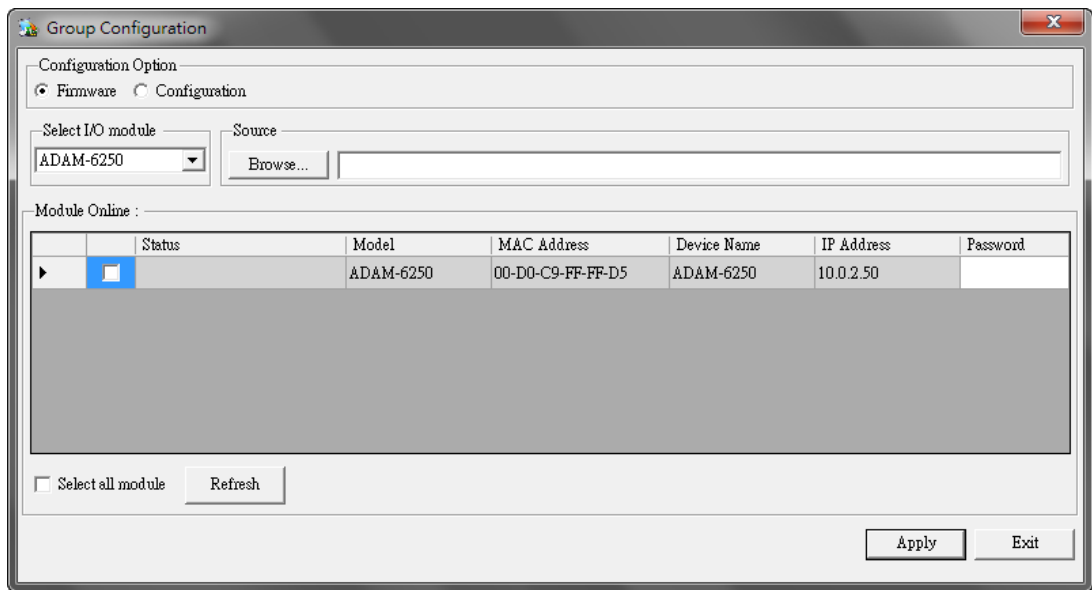 Group Configuration
Configuration Option
Firmware Configuration
Select I/O module Source
ADAM-6250 Browse...
Module Online :
Status Model MAC Address Device Name IP Address Password
ADAM-6250 00-D0-C9-FF-FF-D5 ADAM-6250 10.0.2.50
Select all module Refresh
Apply Exit